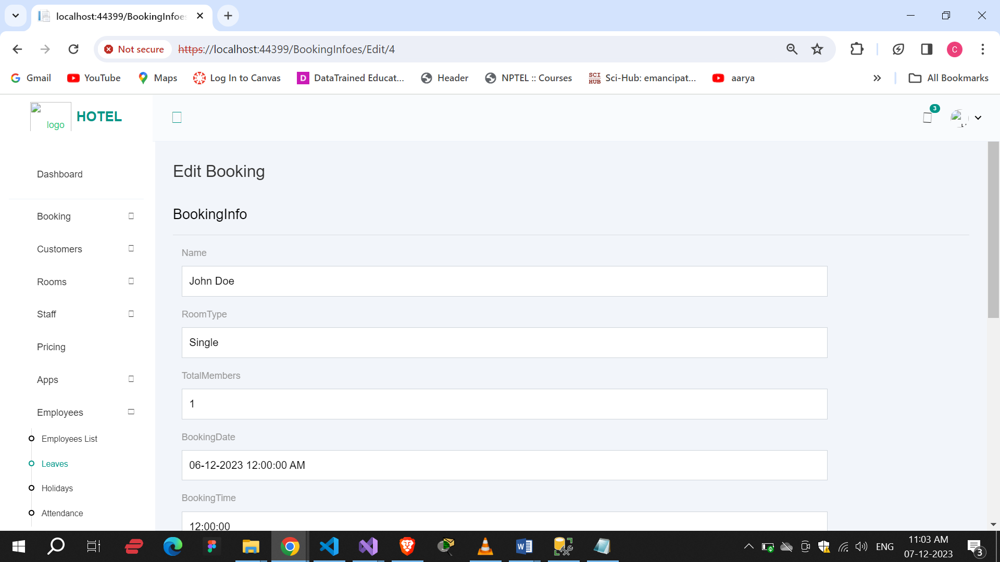 localhost:44399/BookingInfoes
Not secure
https://localhost:44399/BookingInfoes/Edit/4
C
Gmail
YouTube
Maps
Log In to Canvas
D
DataTrained Educat...
Header
NPTEL :: Courses
SCI
HUB
Sci-Hub: emancipat...
aarya
All Bookmarks
logo
HOTEL
3
Dashboard
Booking
Customers
Rooms
Staff
Pricing
Apps
Employees
Employees List
Leaves
Holidays
Attendance
Edit Booking
BookingInfo
Name
John Doe
RoomType
Single
TotalMembers
1
BookingDate
06-12-2023 12:00:00 AM
BookingTime
12:00:00
ENG
11:03 AM
07-12-2023
3